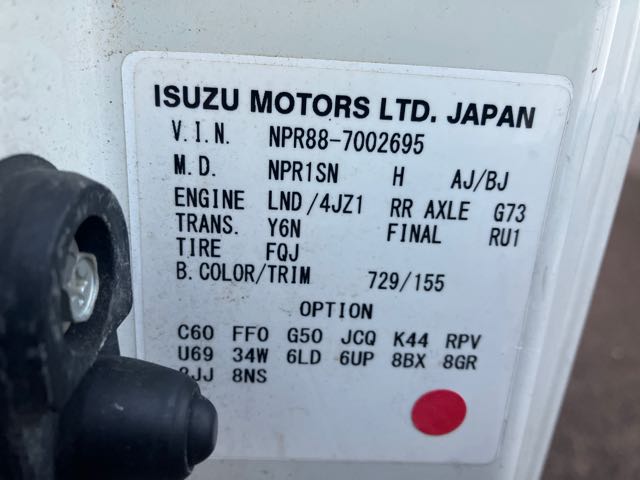 ISUZU MOTORS LTD. JAPAN
V.I.N. NPR88-7002695
M.D. NPR1SN H AJ/BJ
ENGINE LND/4JZ1 RR AXLE G73
TRANS. Y6N FINAL RU1
TIRE FQJ
B.COLOR/TRIM 729/155
OPTION
C60 FF0 G50 JCQ K44 RPV
U69 34W 6LD 6UP 8BX 8GR
8JJ 8NS